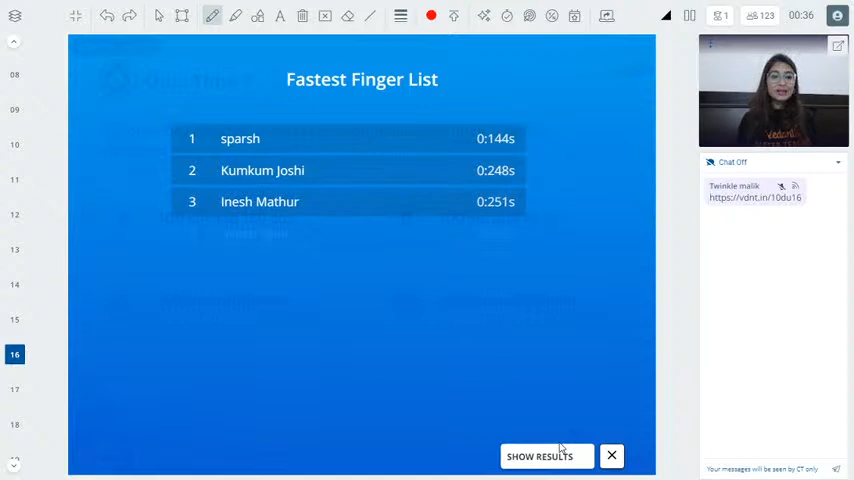 1
123
00:36
08
09
10
11
12
13
14
15
16
17
18
Fastest Finger List
1 sparsh 0:144s
2 Kumkum Joshi 0:248s
3 Inesh Mathur 0:251s
SHOW RESULTS
Chat Off
Twinkle malik
https://vdnt.in/10du16
Your messages will be seen by CT only